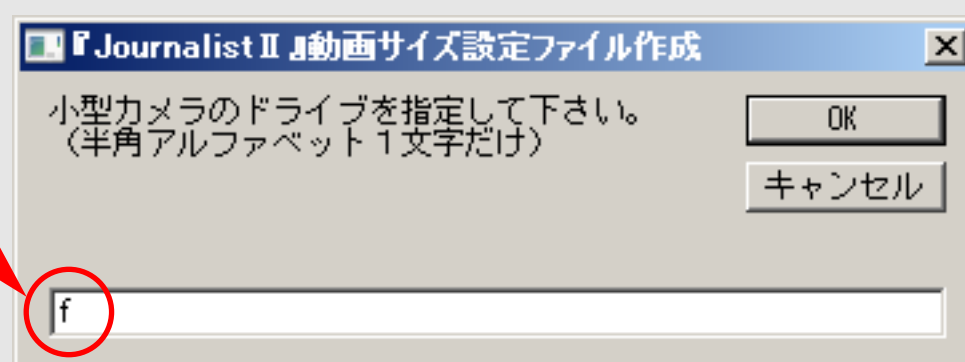 『Journalist Ⅱ 』動画サイズ設定ファイル作成
小型カメラのドライブを指定して下さい。
（半角アルファベット１文字だけ）
OK
キャンセル
f